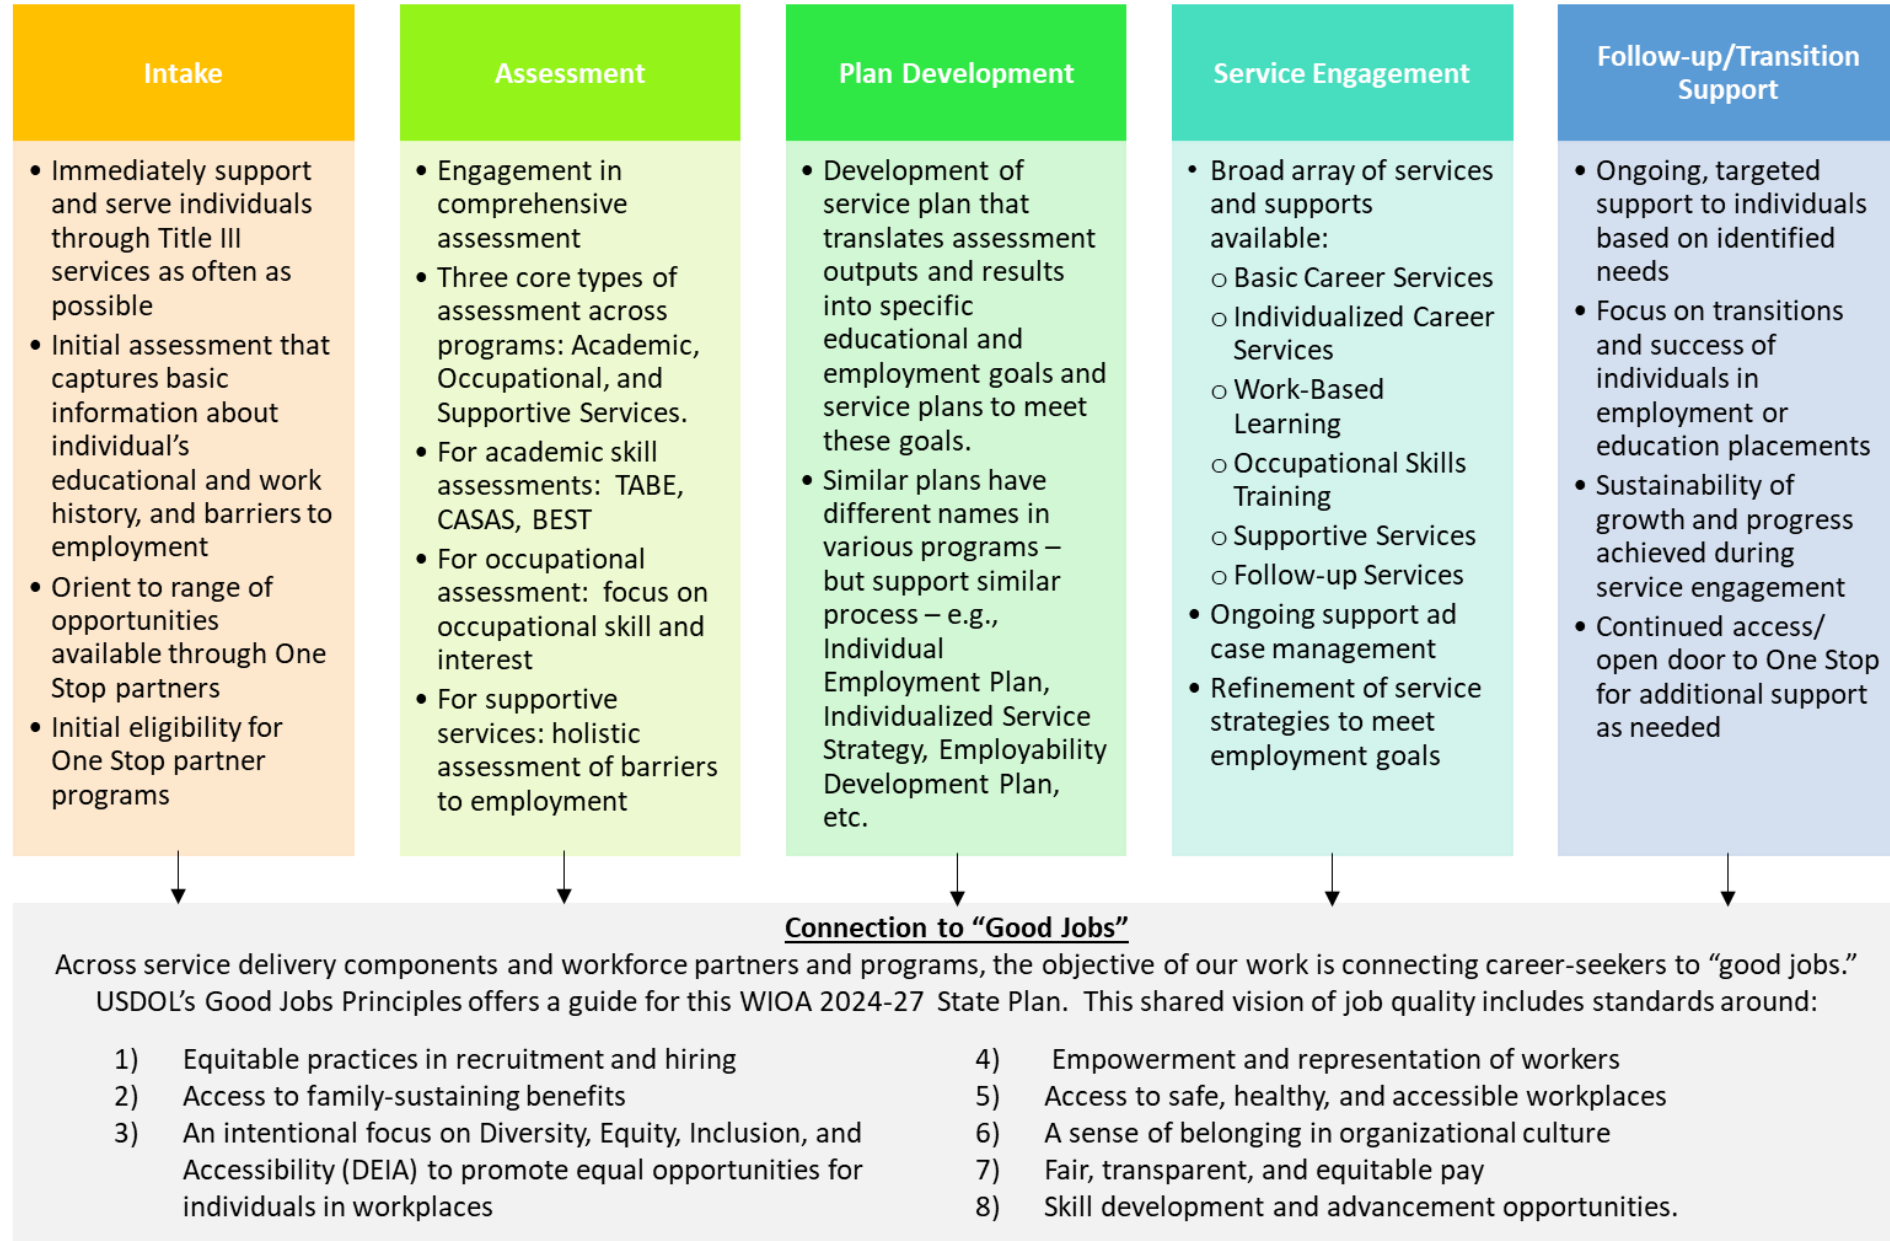 Intake
• Immediately support
and serve individuals
through Title III
services as often as
possible
• Initial assessment that
captures basic
information about
individual’s
educational and work
history, and barriers to
employment
• Orient to range of
opportunities
available through One
Stop partners
• Initial eligibility for
One Stop partner
programs
Assessment
• Engagement in
comprehensive
assessment
• Three core types of
assessment across
programs: Academic,
Occupational, and
Supportive Services.
• For academic skill
assessments:  TABE,
CASAS, BEST
• For occupational
assessment:  focus on
occupational skill and
interest
• For supportive
services: holistic
assessment of barriers
to employment
Plan Development
• Development of
service plan that
translates assessment
outputs and results
into specific
educational and
employment goals and
service plans to meet
these goals.
• Similar plans have
different names in
various programs –
but support similar
process – e.g.,
Individual
Employment Plan,
Individualized Service
Strategy, Employability
Development Plan,
etc.
Service Engagement
• Broad array of services
and supports
available:
o Basic Career Services
o Individualized Career
Services
o Work-Based
Learning
o Occupational Skills
Training
o Supportive Services
o Follow-up Services
• Ongoing support ad
case management
• Refinement of service
strategies to meet
employment goals
Follow-up/Transition
Support
• Ongoing, targeted
support to individuals
based on identified
needs
• Focus on transitions
and success of
individuals in
employment or
education placements
• Sustainability of
growth and progress
achieved during
service engagement
• Continued access/
open door to One Stop
for additional support
as needed
Connection to “Good Jobs”
Across service delivery components and workforce partners and programs, the objective of our work is connecting career-seekers to “good jobs.”
USDOL’s Good Jobs Principles offers a guide for this WIOA 2024-27  State Plan.  This shared vision of job quality includes standards around:
1) Equitable practices in recruitment and hiring
2) Access to family-sustaining benefits
3) An intentional focus on Diversity, Equity, Inclusion, and
Accessibility (DEIA) to promote equal opportunities for
individuals in workplaces
4) Empowerment and representation of workers
5) Access to safe, healthy, and accessible workplaces
6) A sense of belonging in organizational culture
7) Fair, transparent, and equitable pay
8) Skill development and advancement opportunities.